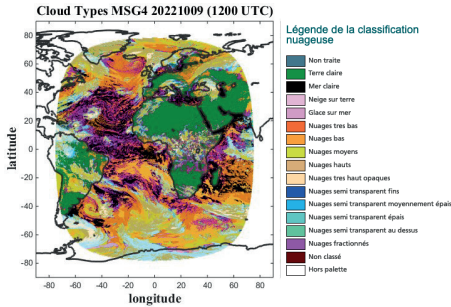 Cloud Types MSG4 20221009 (1200 UTC)
80
60
40
20
0
-20
-40
-60
-80
latitude
-80 -60 -40 -20 0 20 40 60 80
longitude
Légende de la classification
nuageuse
Non traite
Terre claire
Mer claire
Neige sur terre
Glace sur mer
Nuages tres bas
Nuages bas
Nuages moyens
Nuages hauts
Nuages tres haut opaques
Nuages semi transparent fins
Nuages semi transparent moyennement épais
Nuages semi transparent épais
Nuages semi transparent au dessus
Nuages fractionnés
Non classé
Hors palette